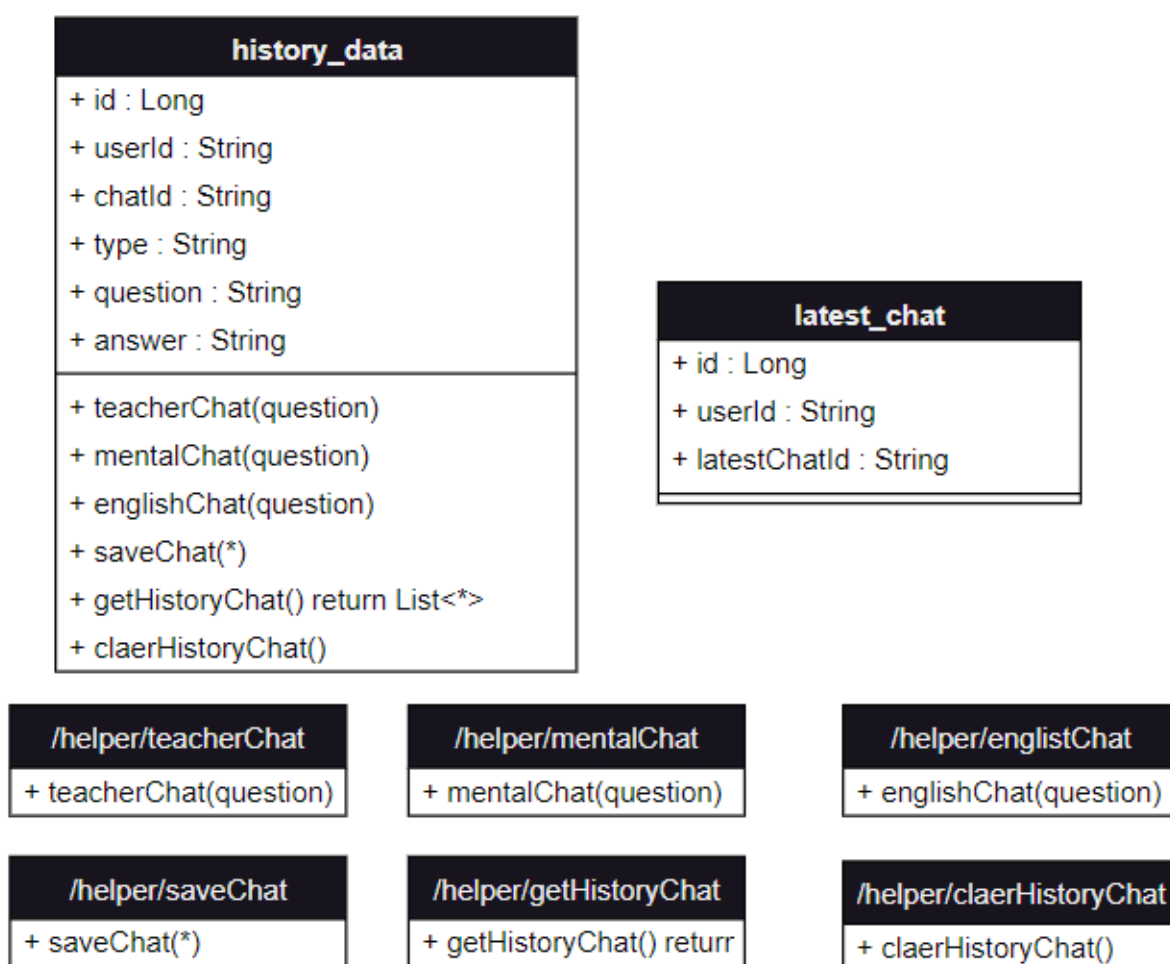 history_data
+ id : Long
+ userId : String
+ chatId : String
+ type : String
+ question : String
+ answer : String
+ teacherChat(question)
+ mentalChat(question)
+ englishChat(question)
+ saveChat(*)
+ getHistoryChat() return List<*>
+ claerHistoryChat()
latest_chat
+ id : Long
+ userId : String
+ latestChatId : String
/helper/teacherChat
+ teacherChat(question)
/helper/mentalChat
+ mentalChat(question)
/helper/englistChat
+ englishChat(question)
/helper/saveChat
+ saveChat(*)
/helper/getHistoryChat
+ getHistoryChat() returr
/helper/claerHistoryChat
+ claerHistoryChat()